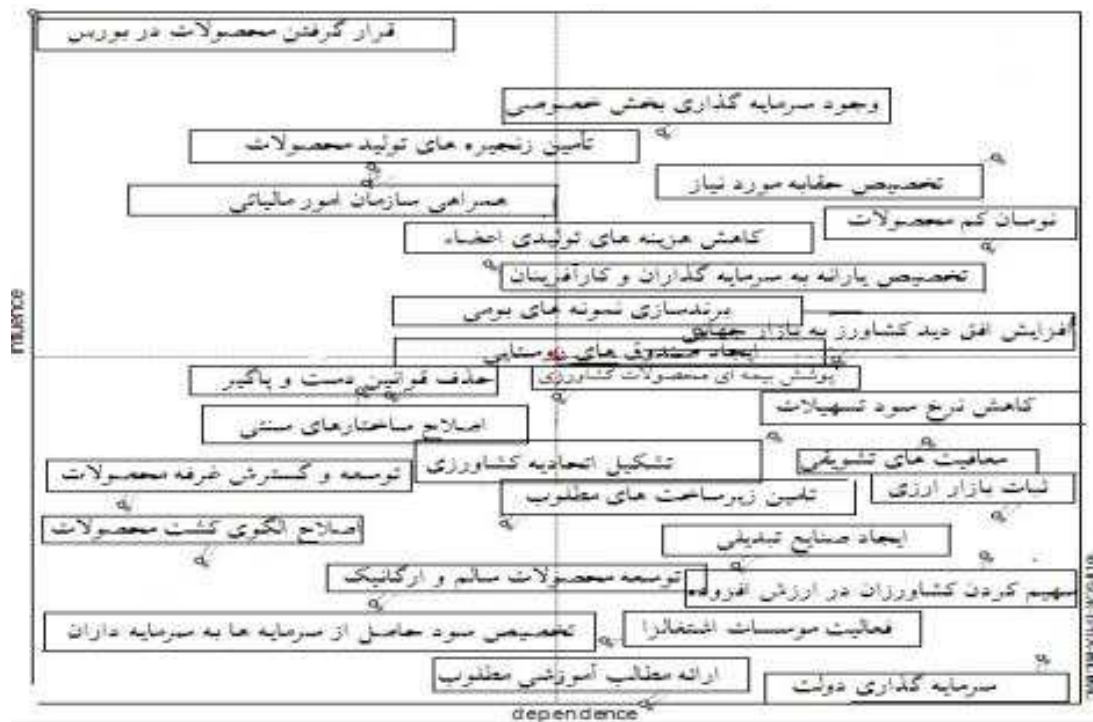 قرار گرفتن محصولات در بورس
وجود سرمایه گذاری بخش خصوصی
تأمین زنجیره های تولید محصولات
تخصیص حقابه مورد نیاز
همراهی سازمان امور مالیاتی
نوسان کم محصولات
کاهش هزینه های تولیدی اعضاء
تخصیص یارانه به سرمایه گذاران و کارآفرینان
برندسازی نمونه های بومی
افزایش افق دید کشاورز به بازار جهانی
ایجاد صندوق های روستایی
پوشش بیمه ای محصولات کشاورزی
حذف قوانین دست و پاگیر
کاهش نرخ سود تسهیلات
اصلاح ساختارهای سنتی
تشکیل اتحادیه کشاورزی
معافیت های تشویقی
توسعه و گسترش غرفه محصولات
ثبات بازار ارزی
تامین زیرساخت های مطلوب
اصلاح الگوی کشت محصولات
ایجاد صنایع تبدیلی
توسعه محصولات سالم و ارگانیک
سهیم کردن کشاورزان در ارزش افزوده
فعالیت موسسات اشتغالزا
تخصیص سود حاصل از سرمایه ها به سرمایه داران
ارائه مطالب آموزشی مطلوب
سرمایه گذاری دولت
influence
dependence